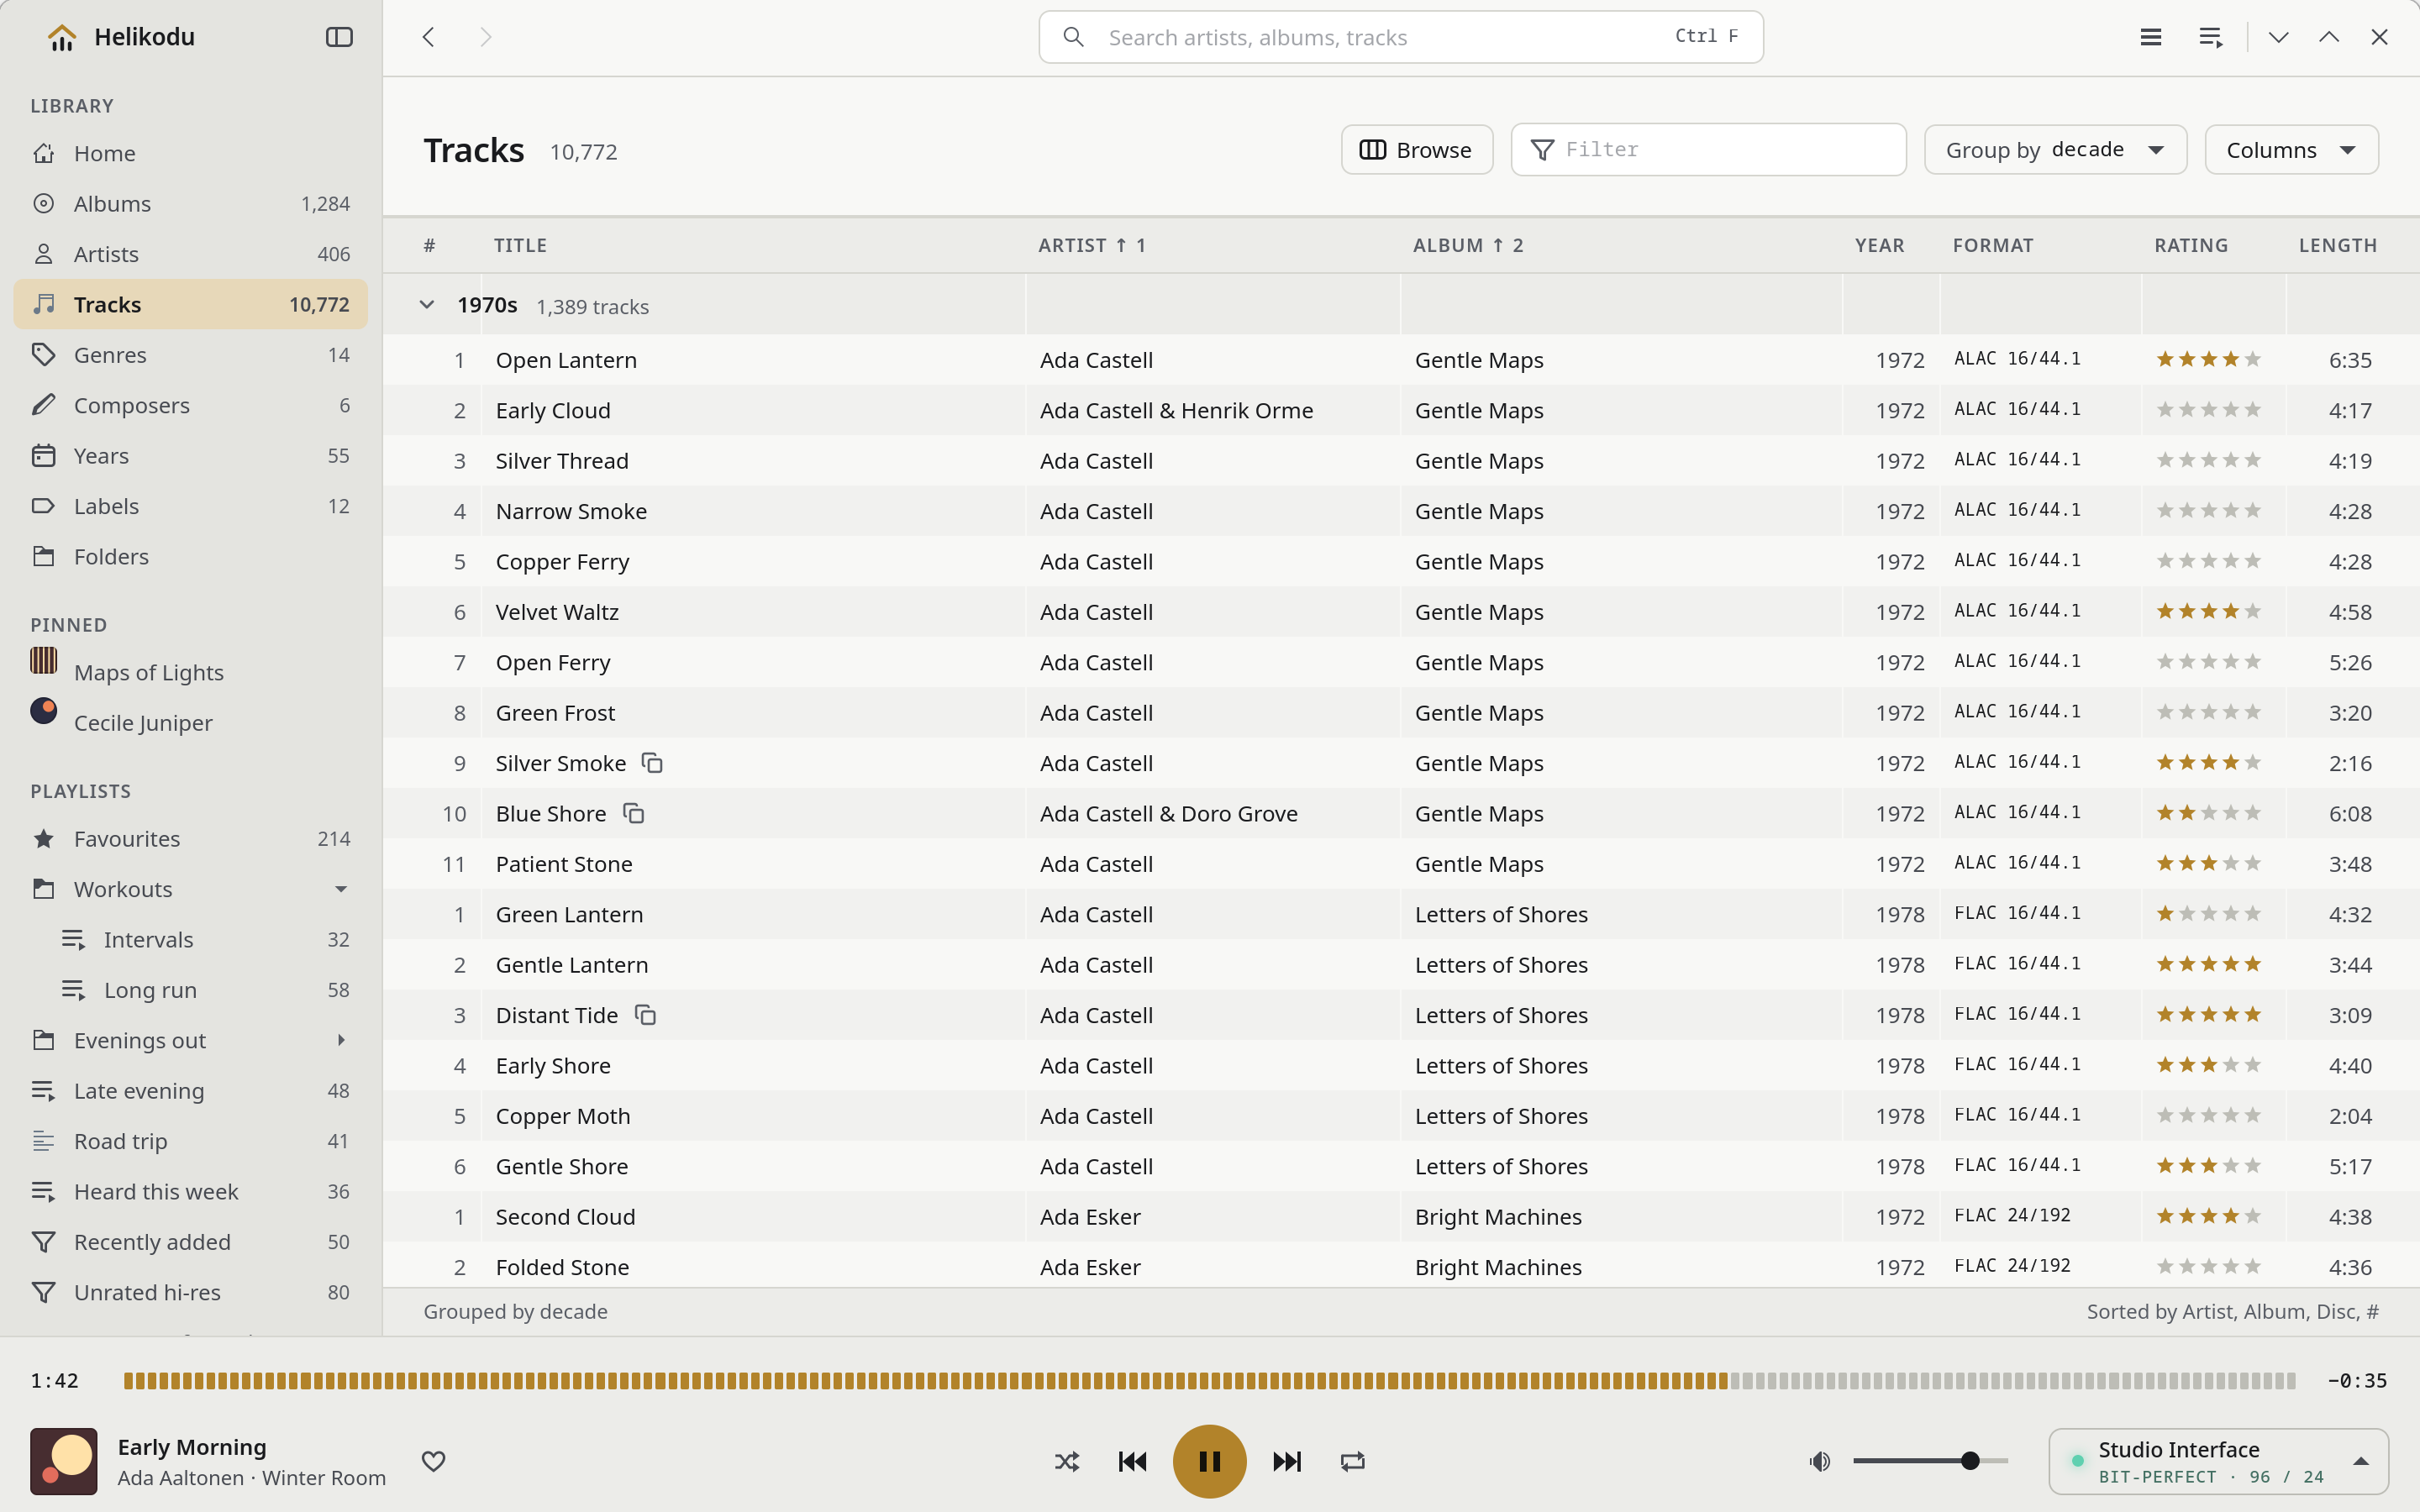 Helikodu
Search artists, albums, tracks Ctrl F
LIBRARY
Home
Albums 1,284
Artists 406
Tracks 10,772
Genres 14
Composers 6
Years 55
Labels 12
Folders
PINNED
Maps of Lights
Cecile Juniper
PLAYLISTS
Favourites 214
Workouts
Intervals 32
Long run 58
Evenings out
Late evening 48
Road trip 41
Heard this week 36
Recently added 50
Unrated hi-res 80
Tracks 10,772 Browse Filter Group by decade Columns
# TITLE ARTIST ↑ 1 ALBUM ↑ 2 YEAR FORMAT RATING LENGTH
1970s 1,389 tracks
1 Open Lantern Ada Castell Gentle Maps 1972 ALAC 16/44.1 6:35
2 Early Cloud Ada Castell & Henrik Orme Gentle Maps 1972 ALAC 16/44.1 4:17
3 Silver Thread Ada Castell Gentle Maps 1972 ALAC 16/44.1 4:19
4 Narrow Smoke Ada Castell Gentle Maps 1972 ALAC 16/44.1 4:28
5 Copper Ferry Ada Castell Gentle Maps 1972 ALAC 16/44.1 4:28
6 Velvet Waltz Ada Castell Gentle Maps 1972 ALAC 16/44.1 4:58
7 Open Ferry Ada Castell Gentle Maps 1972 ALAC 16/44.1 5:26
8 Green Frost Ada Castell Gentle Maps 1972 ALAC 16/44.1 3:20
9 Silver Smoke Ada Castell Gentle Maps 1972 ALAC 16/44.1 2:16
10 Blue Shore Ada Castell & Doro Grove Gentle Maps 1972 ALAC 16/44.1 6:08
11 Patient Stone Ada Castell Gentle Maps 1972 ALAC 16/44.1 3:48
1 Green Lantern Ada Castell Letters of Shores 1978 FLAC 16/44.1 4:32
2 Gentle Lantern Ada Castell Letters of Shores 1978 FLAC 16/44.1 3:44
3 Distant Tide Ada Castell Letters of Shores 1978 FLAC 16/44.1 3:09
4 Early Shore Ada Castell Letters of Shores 1978 FLAC 16/44.1 4:40
5 Copper Moth Ada Castell Letters of Shores 1978 FLAC 16/44.1 2:04
6 Gentle Shore Ada Castell Letters of Shores 1978 FLAC 16/44.1 5:17
1 Second Cloud Ada Esker Bright Machines 1972 FLAC 24/192 4:38
2 Folded Stone Ada Esker Bright Machines 1972 FLAC 24/192 4:36
Grouped by decade Sorted by Artist, Album, Disc, #
1:42 −0:35
Early Morning
Ada Aaltonen · Winter Room
Studio Interface
BIT-PERFECT · 96 / 24